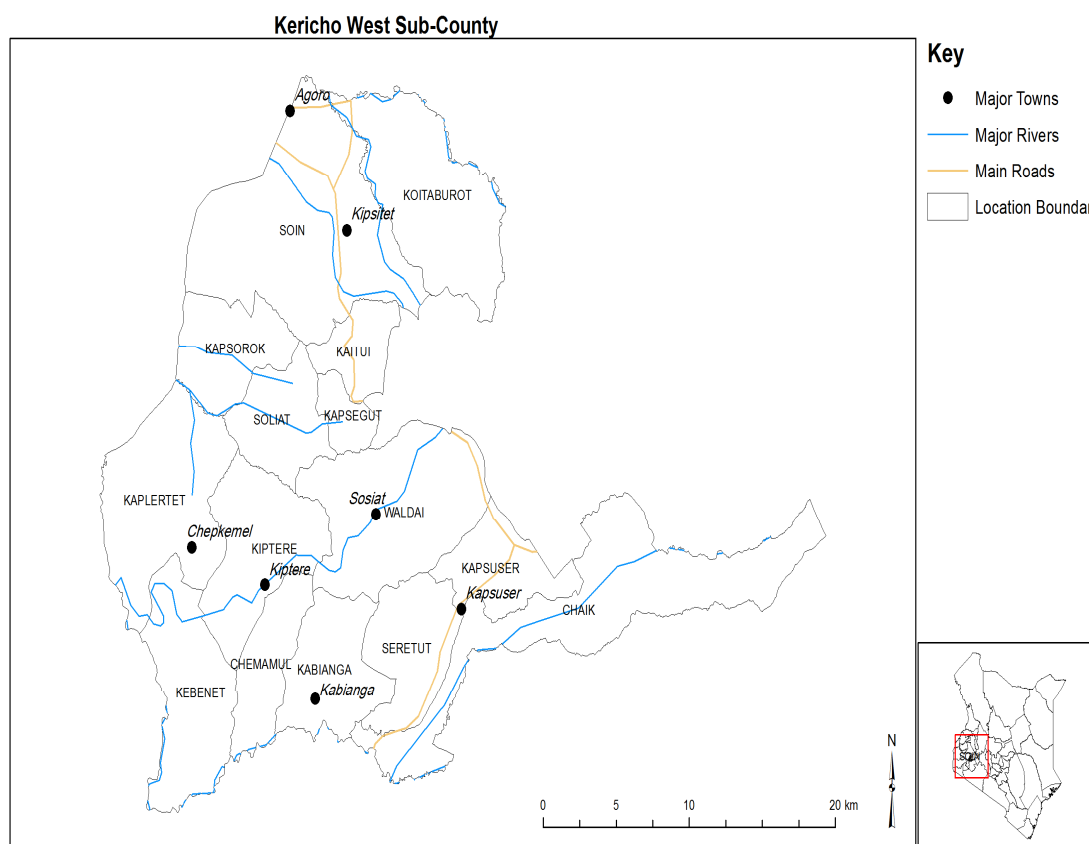 Kericho West Sub-County
Key
Major Towns
Major Rivers
Main Roads
Location Boundar
Agoro
KOITABUROT
Kipsitet
SOIN
KAPSOROK
KAITUI
SOLIAT
KAPSEGUT
KAPLERTET
Sosiat
WALDAI
Chepkemel
KIPTERE
Kiptere
KAPSUSER
Kapsuser
CHAIK
SERETUT
CHEMAMUL
KABIANGA
KEBENET
Kabianga
N
0 5 10 20 km